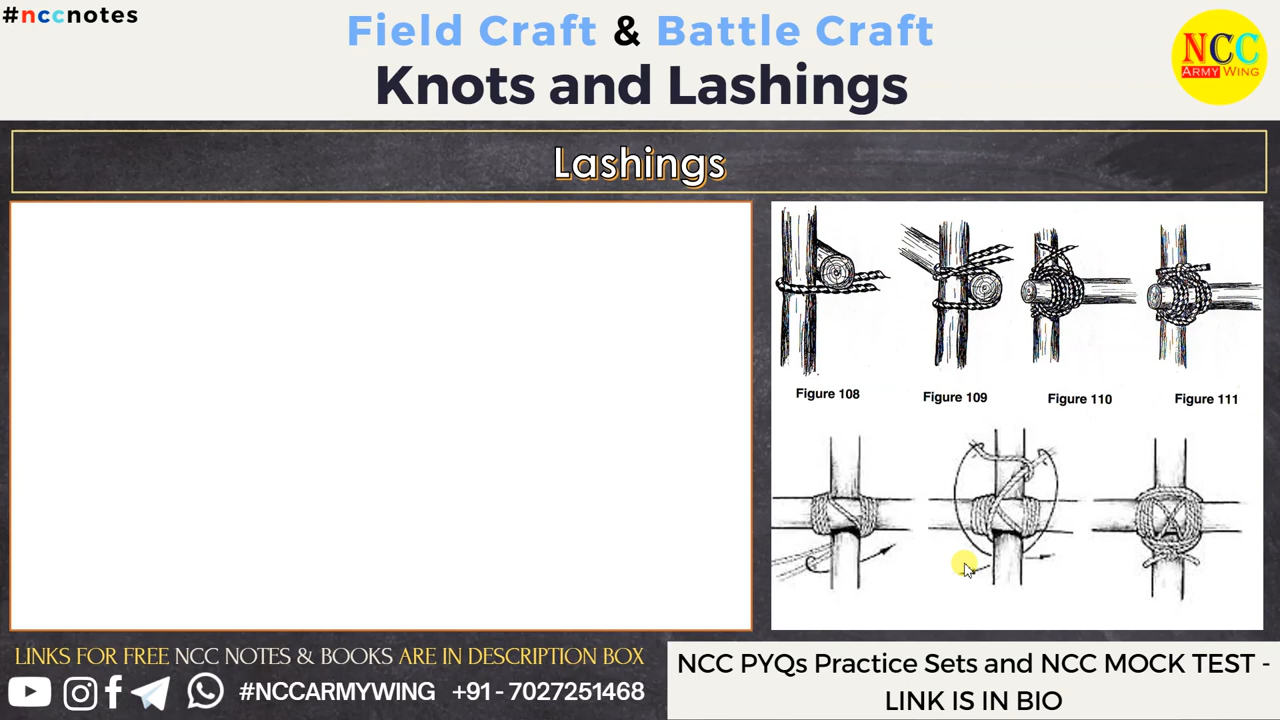 #nccnotes
Field Craft & Battle Craft
Knots and Lashings
NCC
ARMY WING
Lashings
Figure 108
Figure 109
Figure 110
Figure 111
LINKS FOR FREE NCC NOTES & BOOKS ARE IN DESCRIPTION BOX
#NCCARMYWING +91 - 7027251468
NCC PYQs Practice Sets and NCC MOCK TEST -
LINK IS IN BIO